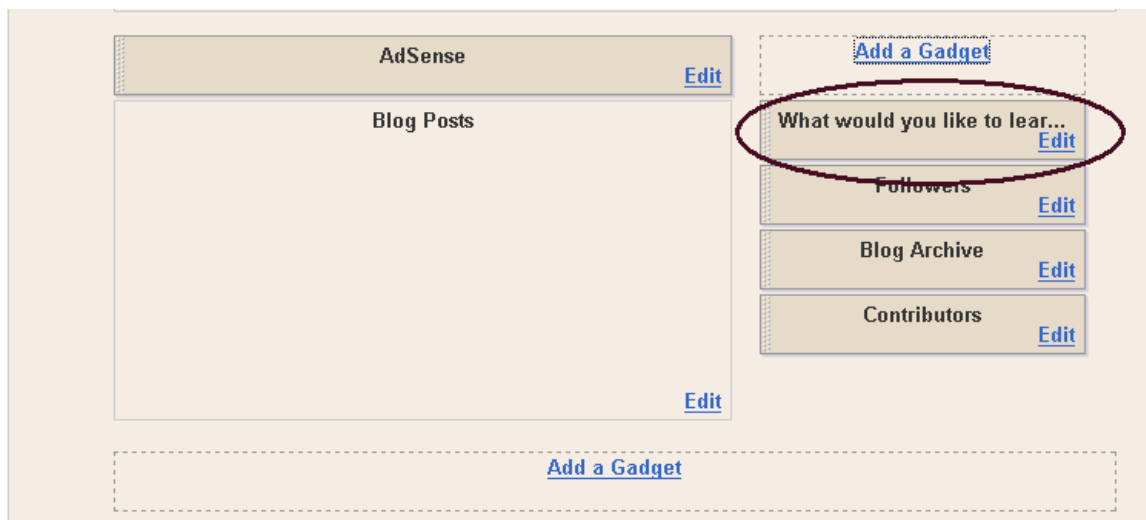 AdSense
Edit
Blog Posts
Edit
Add a Gadget
What would you like to lear...
Edit
Followers
Edit
Blog Archive
Edit
Contributors
Edit
Add a Gadget